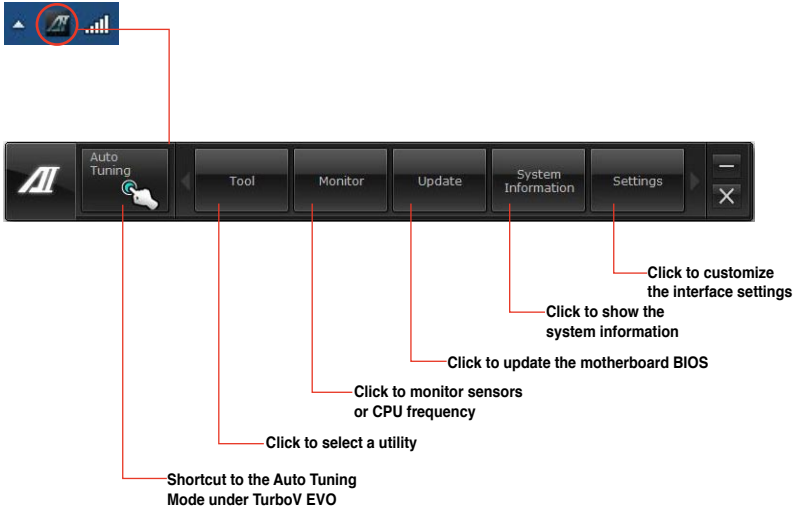 Auto
Tuning
Tool
Monitor
Update
System
Information
Settings
Click to customize
the interface settings
Click to show the
system information
Click to update the motherboard BIOS
Click to monitor sensors
or CPU frequency
Click to select a utility
Shortcut to the Auto Tuning
Mode under TurboV EVO